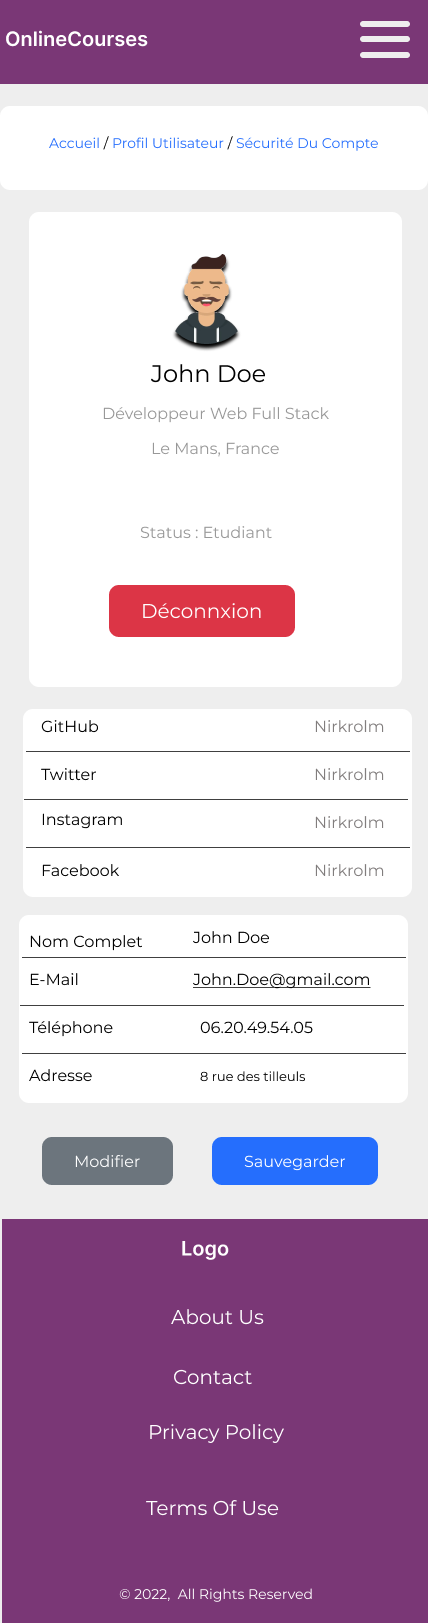 OnlineCourses
Accueil / Profil Utilisateur / Sécurité Du Compte
John Doe
Développeur Web Full Stack
Le Mans, France
Status : Etudiant
Déconnxion
GitHub Nirkrolm
Twitter Nirkrolm
Instagram Nirkrolm
Facebook Nirkrolm
Nom Complet John Doe
E-Mail John.Doe@gmail.com
Téléphone 06.20.49.54.05
Adresse 8 rue des tilleuls
Modifier Sauvegarder
Logo
About Us
Contact
Privacy Policy
Terms Of Use
© 2022, All Rights Reserved